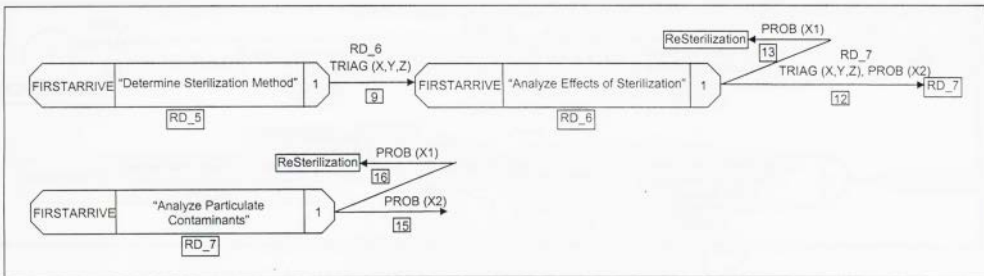 PROB (X1)
ReSterilization
13
RD_6
TRIAG (X,Y,Z)
RD_7
TRIAG (X,Y,Z), PROB (X2)
FIRSTARRIVE
"Determine Sterilization Method"
1
9
FIRSTARRIVE
"Analyze Effects of Sterilization"
1
12
RD_7
RD_5
RD_6
ReSterilization
PROB (X1)
16
FIRSTARRIVE
"Analyze Particulate
Contaminants"
1
PROB (X2)
15
RD_7